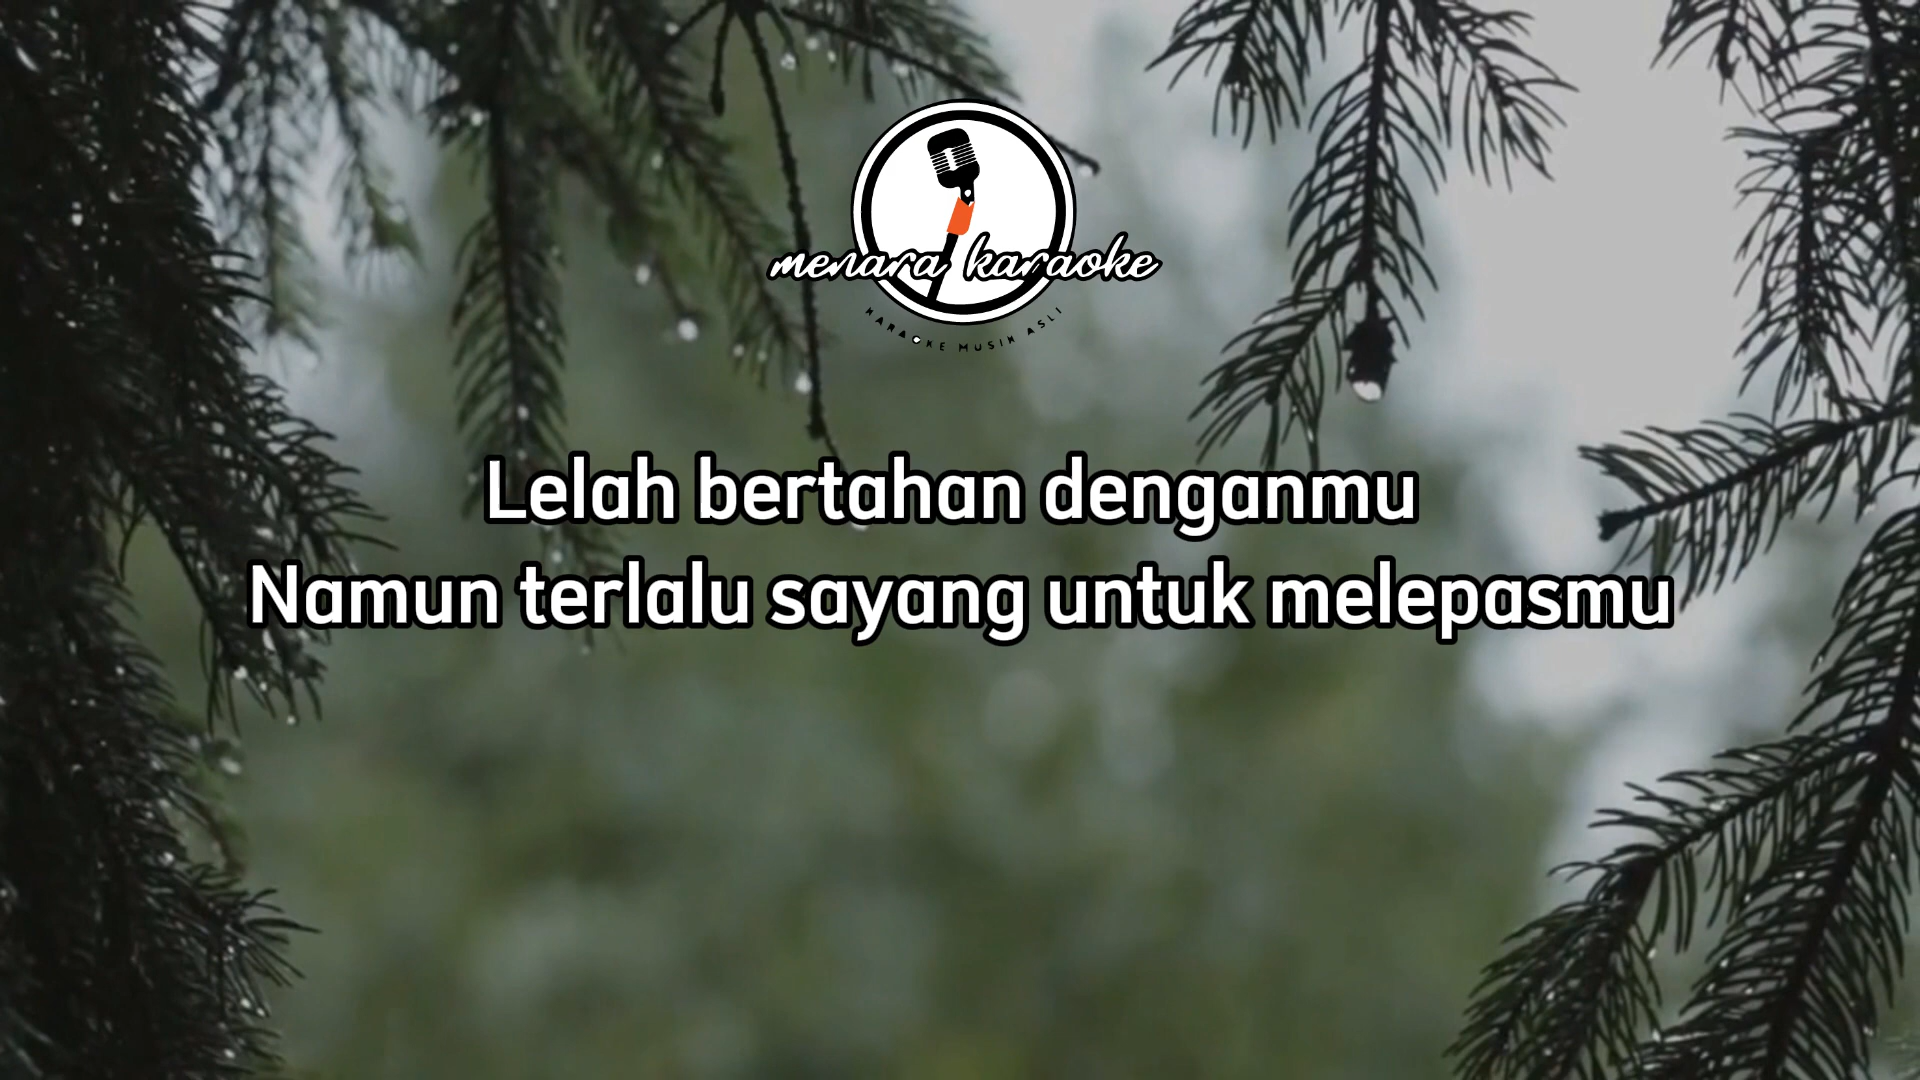 menara karaoke
KARAOKE MUSIK ASLI
Lelah bertahan denganmu
Namun terlalu sayang untuk melepasmu